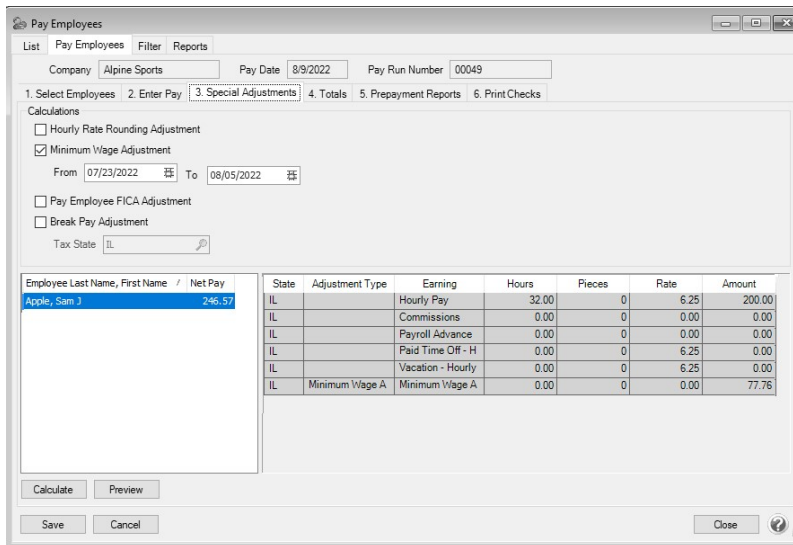 Pay Employees
List Pay Employees Filter Reports
Company Alpine Sports Pay Date 8/9/2022 Pay Run Number 00049
1. Select Employees 2. Enter Pay 3. Special Adjustments 4. Totals 5. Prepayment Reports 6. Print Checks
Calculations
Hourly Rate Rounding Adjustment
Minimum Wage Adjustment
From 07/23/2022 To 08/05/2022
Pay Employee FICA Adjustment
Break Pay Adjustment
Tax State IL
Employee Last Name, First Name / Net Pay State Adjustment Type Earning Hours Pieces Rate Amount
Apple, Sam J 246.57 IL Hourly Pay 32.00 0 6.25 200.00
IL Commissions 0.00 0 0.00 0.00
IL Payroll Advance 0.00 0 0.00 0.00
IL Paid Time Off - H 0.00 0 6.25 0.00
IL Vacation - Hourly 0.00 0 6.25 0.00
IL Minimum Wage A Minimum Wage A 0.00 0 0.00 77.76
Calculate Preview
Save Cancel Close ?